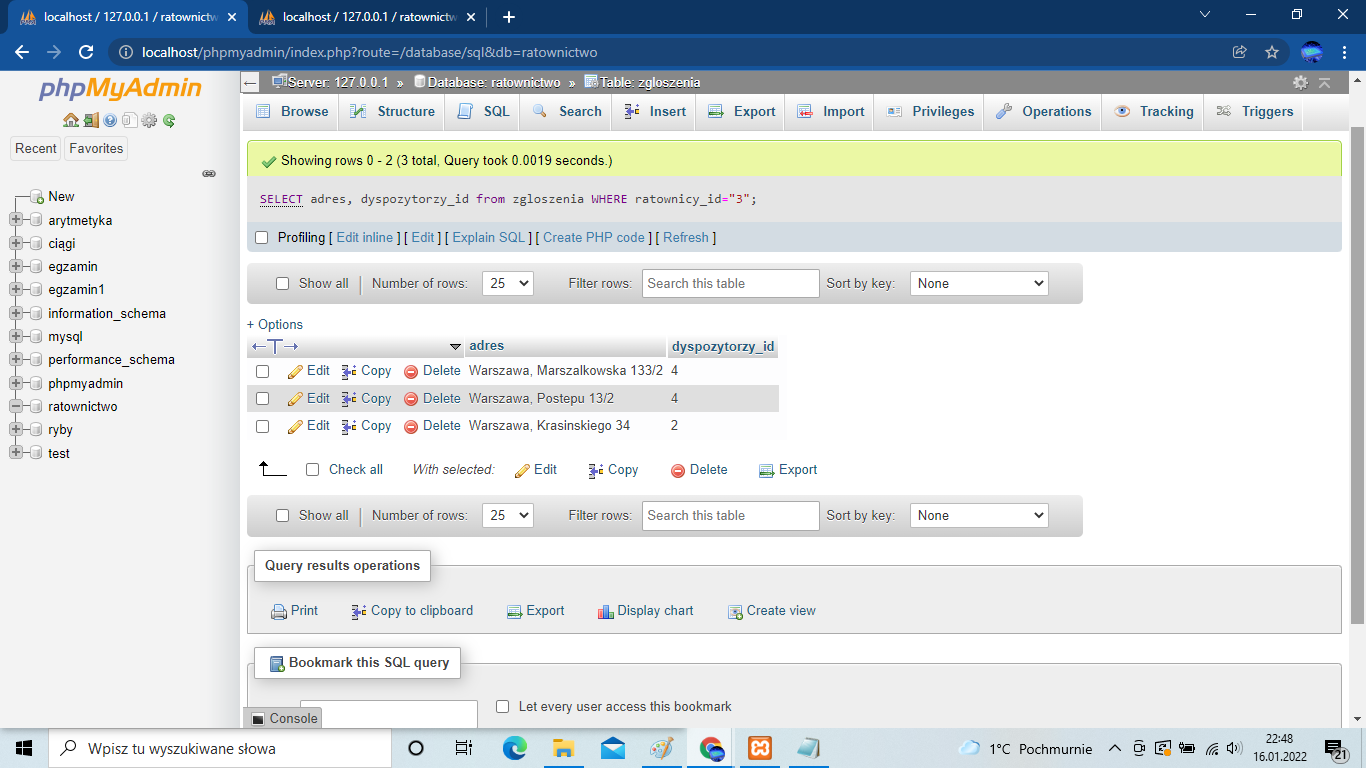 localhost / 127.0.0.1 / ratownictw
localhost / 127.0.0.1 / ratownictw
localhost/phpmyadmin/index.php?route=/database/sql&db=ratownictwo
phpMyAdmin
Recent Favorites
New
arytmetyka
ciągi
egzamin
egzamin1
information_schema
mysql
performance_schema
phpmyadmin
ratownictwo
ryby
test
Server: 127.0.0.1 » Database: ratownictwo » Table: zgloszenia
Browse Structure SQL Search Insert Export Import Privileges Operations Tracking Triggers
Showing rows 0 - 2 (3 total, Query took 0.0019 seconds.)
SELECT adres, dyspozytorzy_id from zgloszenia WHERE ratownicy_id="3";
Profiling [ Edit inline ] [ Edit ] [ Explain SQL ] [ Create PHP code ] [ Refresh ]
Show all Number of rows: 25 Filter rows: Search this table Sort by key: None
+ Options
←T→ adres dyspozytorzy_id
Edit Copy Delete Warszawa, Marszalkowska 133/2 4
Edit Copy Delete Warszawa, Postepu 13/2 4
Edit Copy Delete Warszawa, Krasinskiego 34 2
Check all With selected: Edit Copy Delete Export
Show all Number of rows: 25 Filter rows: Search this table Sort by key: None
Query results operations
Print Copy to clipboard Export Display chart Create view
Bookmark this SQL query
Let every user access this bookmark
Console
Wpisz tu wyszukiwane słowa
1°C Pochmurnie
22:48
16.01.2022
21